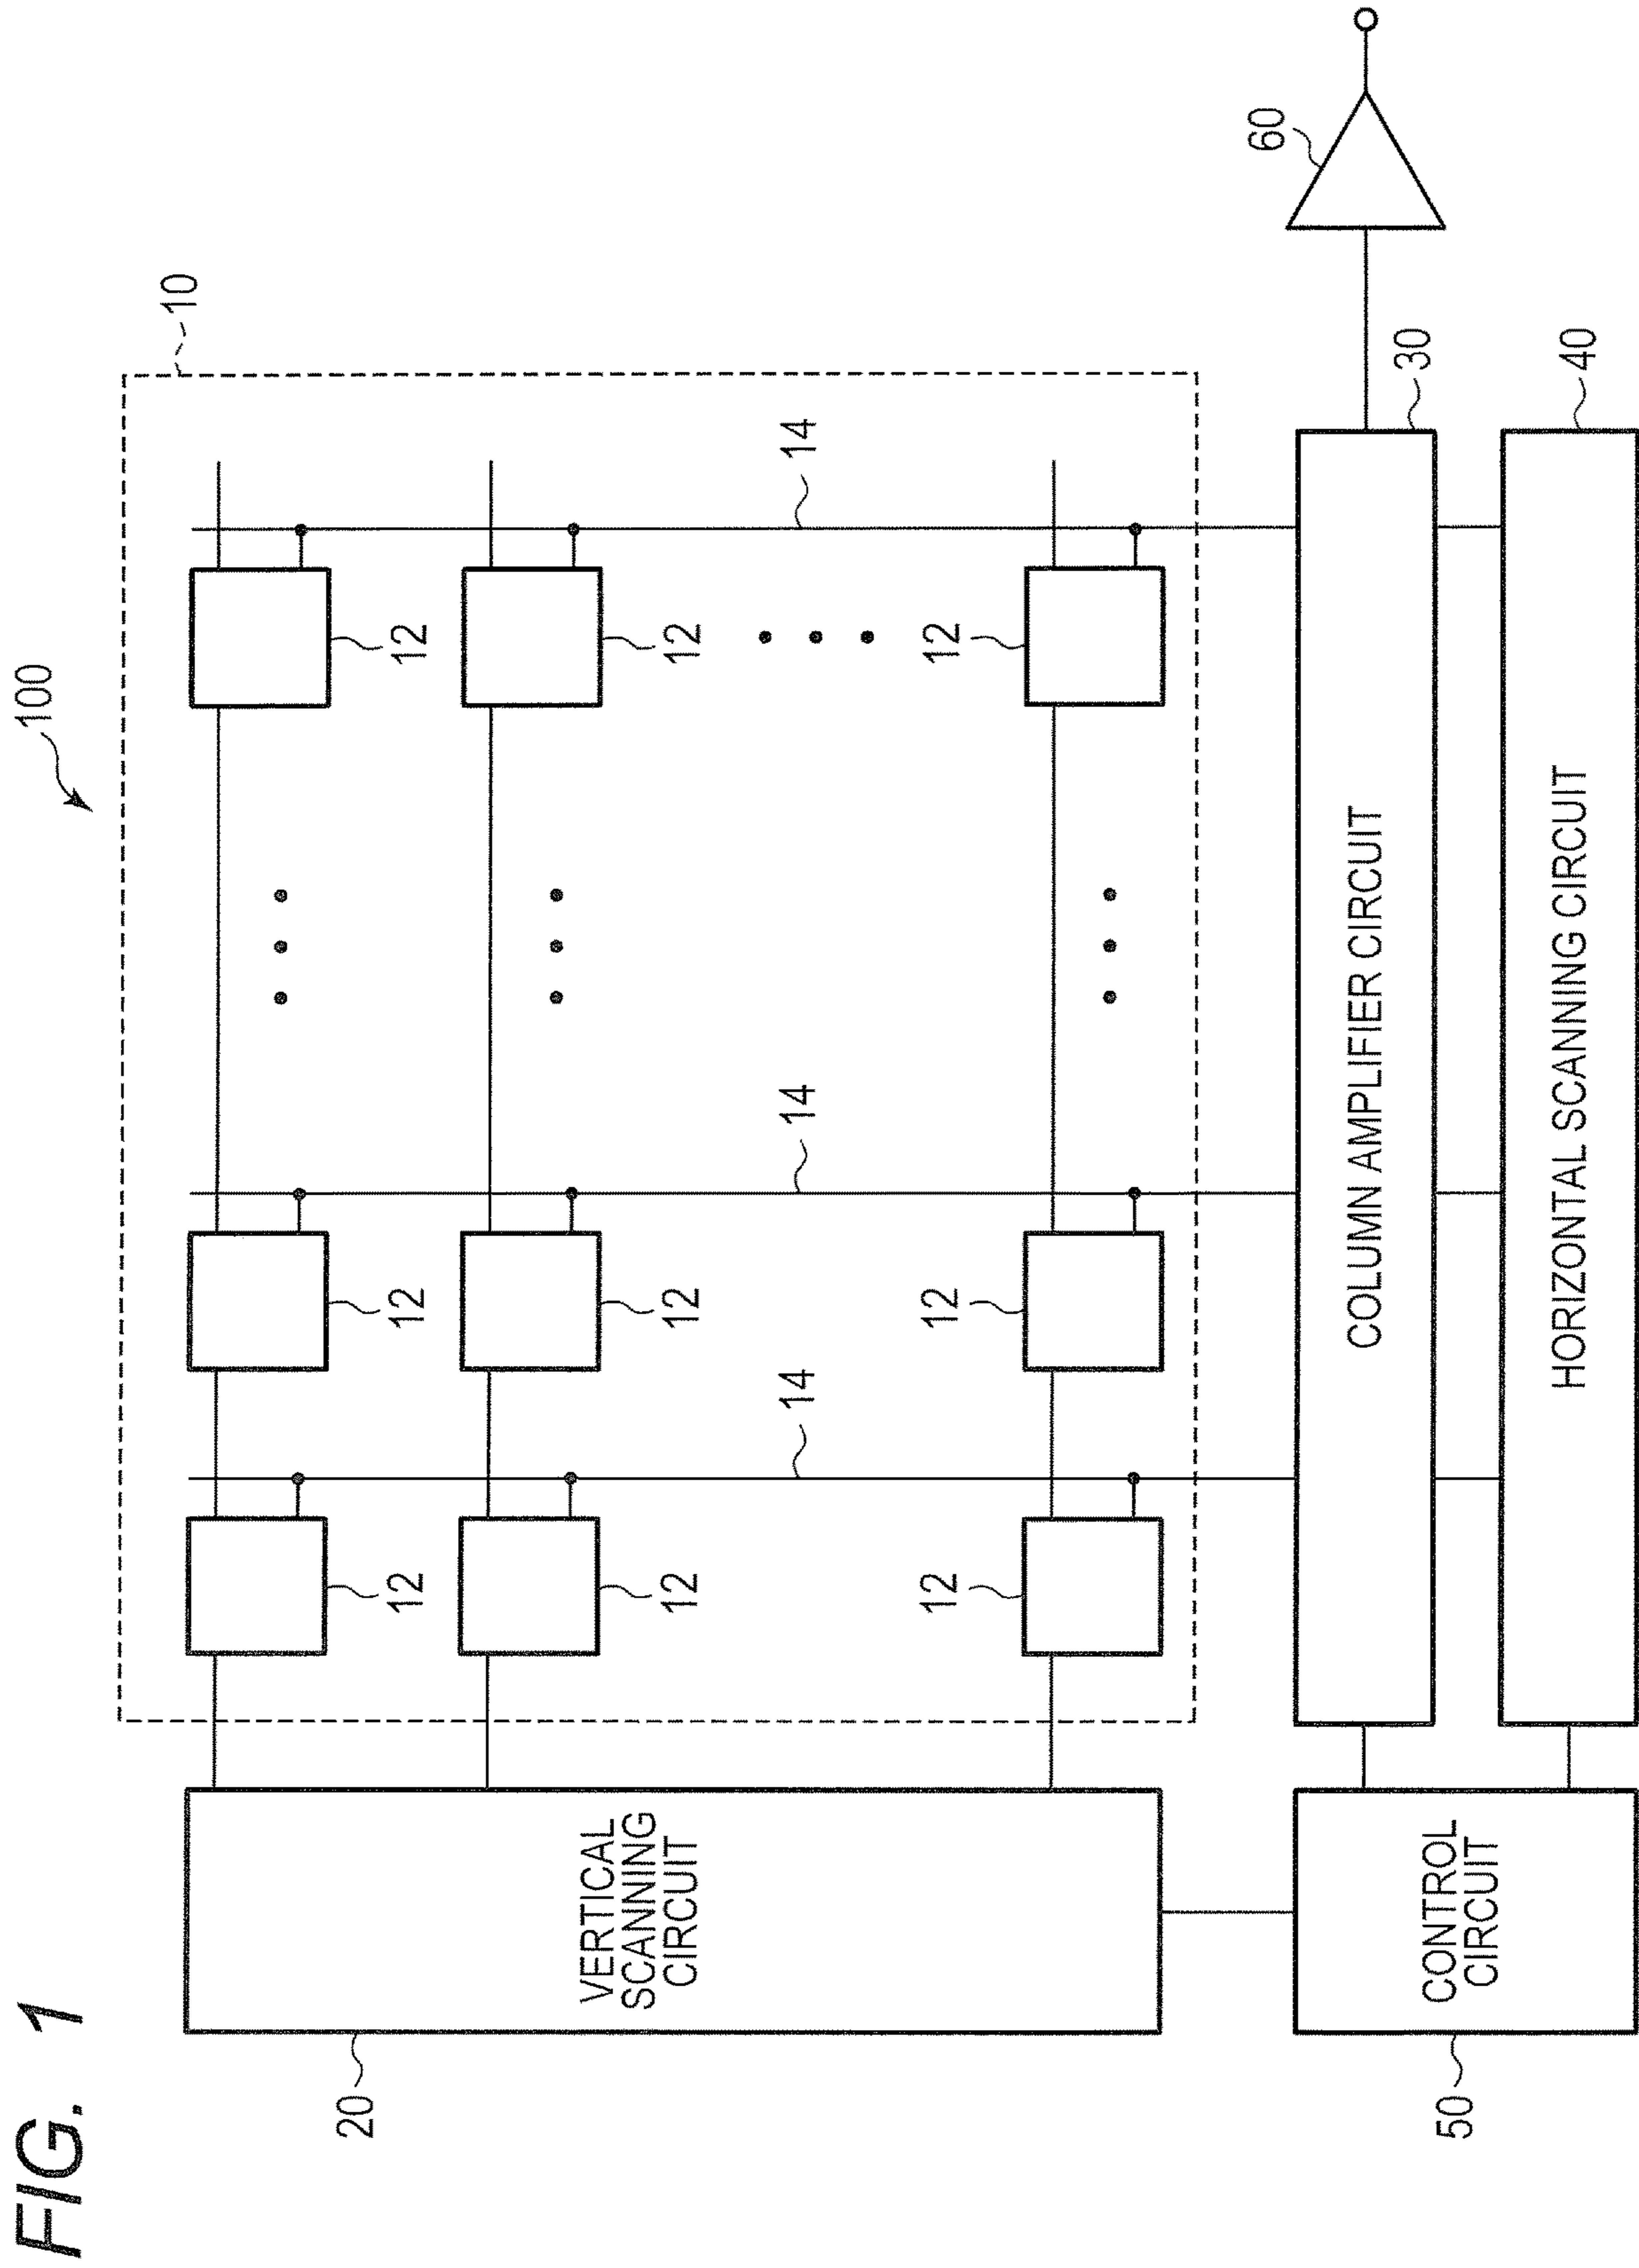 FIG. 1
100
10
12
12
12
14
12
12
12
14
12
12
12
14
20
VERTICAL
SCANNING
CIRCUIT
50
CONTROL
CIRCUIT
COLUMN AMPLIFIER CIRCUIT
30
HORIZONTAL SCANNING CIRCUIT
40
60